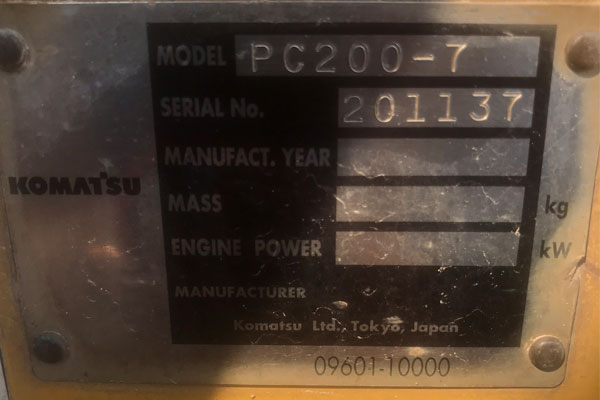 MODEL PC200-7
SERIAL No. 201137
MANUFACT. YEAR
KOMATSU
MASS kg
ENGINE POWER kW
MANUFACTURER
Komatsu Ltd., Tokyo, Japan
09601-10000